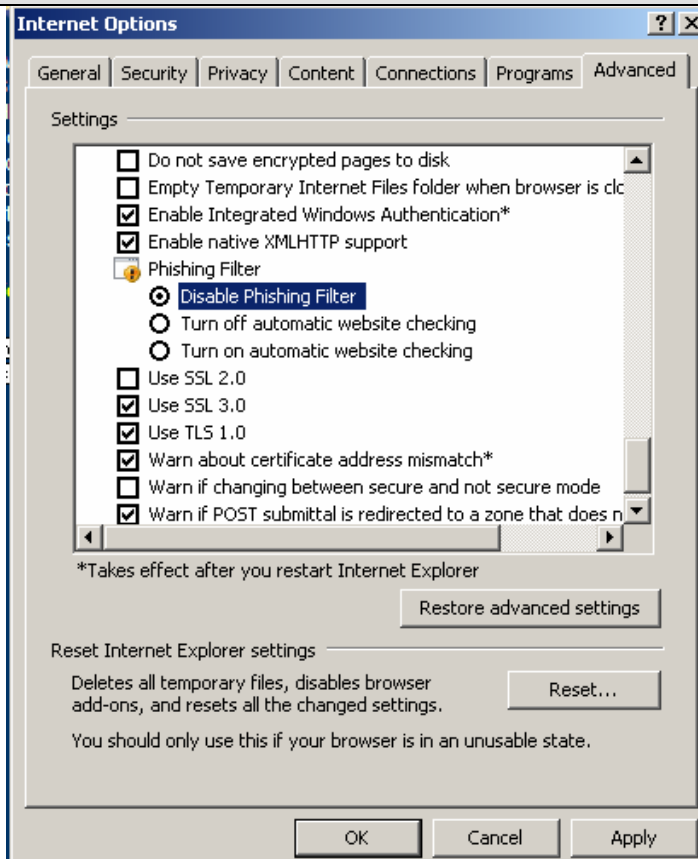 Internet Options
General Security Privacy Content Connections Programs Advanced
Settings
Do not save encrypted pages to disk
Empty Temporary Internet Files folder when browser is clo
Enable Integrated Windows Authentication*
Enable native XMLHTTP support
Phishing Filter
Disable Phishing Filter
Turn off automatic website checking
Turn on automatic website checking
Use SSL 2.0
Use SSL 3.0
Use TLS 1.0
Warn about certificate address mismatch*
Warn if changing between secure and not secure mode
Warn if POST submittal is redirected to a zone that does n
*Takes effect after you restart Internet Explorer
Restore advanced settings
Reset Internet Explorer settings
Deletes all temporary files, disables browser
add-ons, and resets all the changed settings.
Reset...
You should only use this if your browser is in an unusable state.
OK Cancel Apply